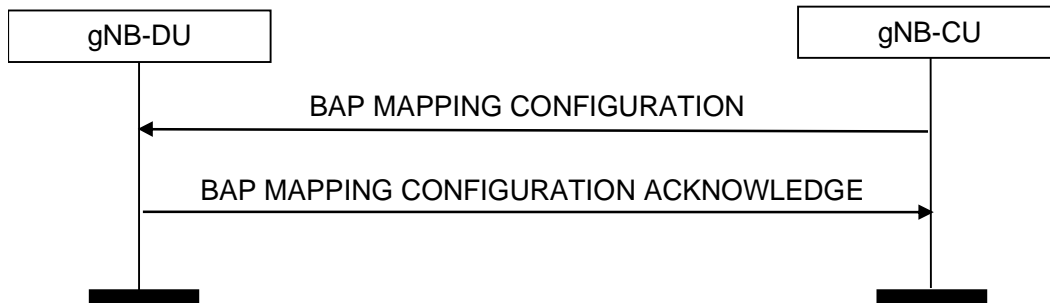 gNB-DU
gNB-CU
BAP MAPPING CONFIGURATION
BAP MAPPING CONFIGURATION ACKNOWLEDGE